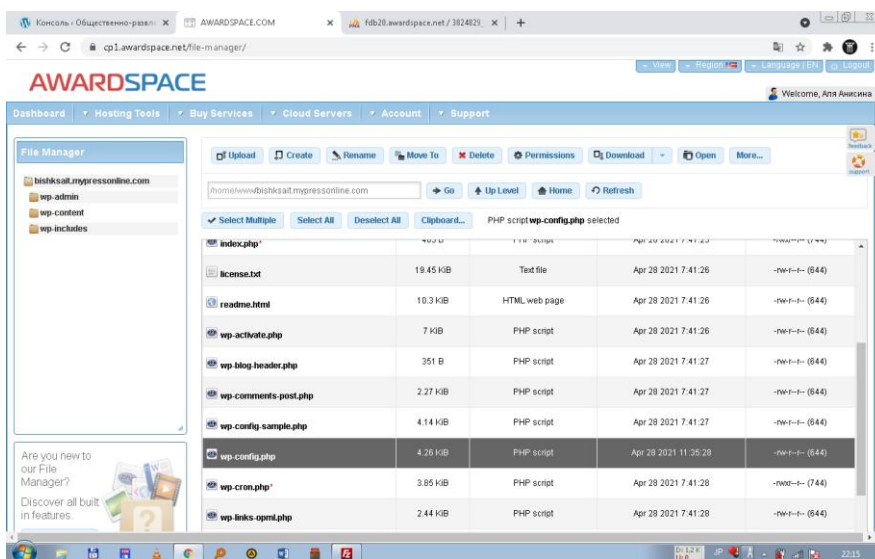 Консоль ‹ Общественно-развл
AWARDSPACE.COM
fdb20.awardspace.net / 3824829_
cp1.awardspace.net/file-manager/
View
Region
Language | EN
Logout
AWARDSPACE
Welcome, Апя Анисина
Dashboard
Hosting Tools
Buy Services
Cloud Servers
Account
Support
feedback
support
File Manager
bishksait.mypressonline.com
wp-admin
wp-content
wp-includes
Upload Create Rename Move To Delete Permissions Download Open More...
/home/www/bishksait.mypressonline.com Go Up Level Home Refresh
Select Multiple Select All Deselect All Clipboard... PHP script wp-config.php selected
index.php*
license.txt 19.45 KiB Text file Apr 28 2021 7:41:26 -rw-r--r-- (644)
readme.html 10.3 KiB HTML web page Apr 28 2021 7:41:26 -rw-r--r-- (644)
wp-activate.php 7 KiB PHP script Apr 28 2021 7:41:26 -rw-r--r-- (644)
wp-blog-header.php 351 B PHP script Apr 28 2021 7:41:27 -rw-r--r-- (644)
wp-comments-post.php 2.27 KiB PHP script Apr 28 2021 7:41:27 -rw-r--r-- (644)
wp-config-sample.php 4.14 KiB PHP script Apr 28 2021 7:41:27 -rw-r--r-- (644)
wp-config.php 4.26 KiB PHP script Apr 28 2021 11:35:28 -rw-r--r-- (644)
wp-cron.php* 3.85 KiB PHP script Apr 28 2021 7:41:28 -rwxr--r-- (744)
wp-links-opml.php 2.44 KiB PHP script Apr 28 2021 7:41:28 -rw-r--r-- (644)
Are you new to
our File
Manager?
Discover all built
in features.
JP
22:15